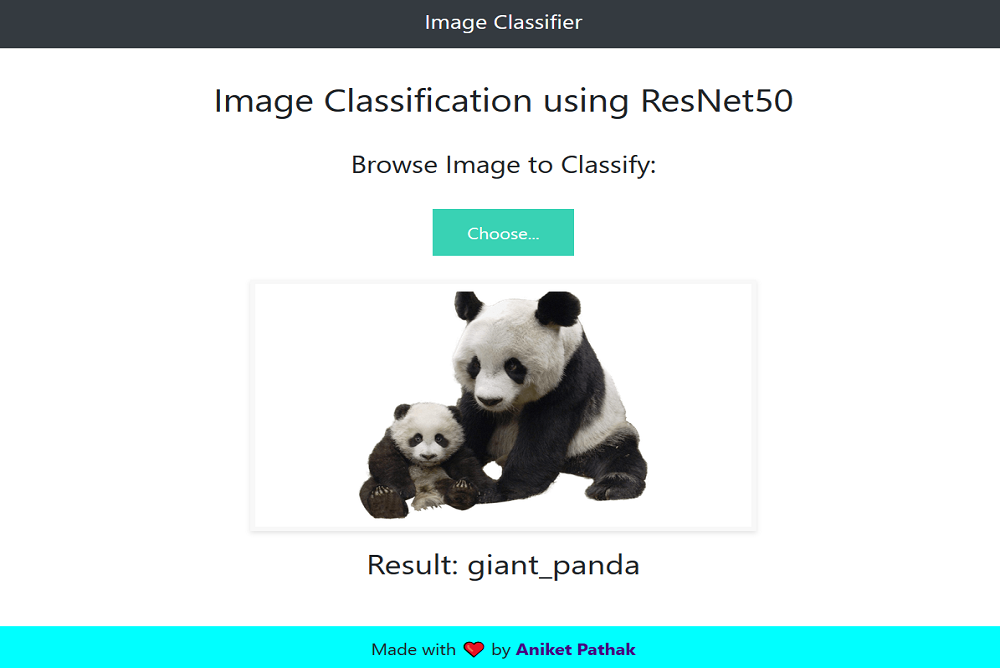 Image Classifier
Image Classification using ResNet50
Browse Image to Classify:
Choose...
Result: giant_panda
Made with ❤ by Aniket Pathak